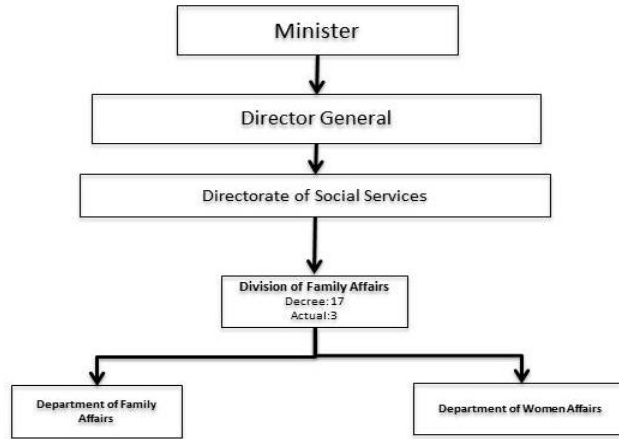 Minister
Director General
Directorate of Social Services
Division of Family Affairs
Decree:17
Actual:3
Department of Family
Affairs
Department of Women Affairs